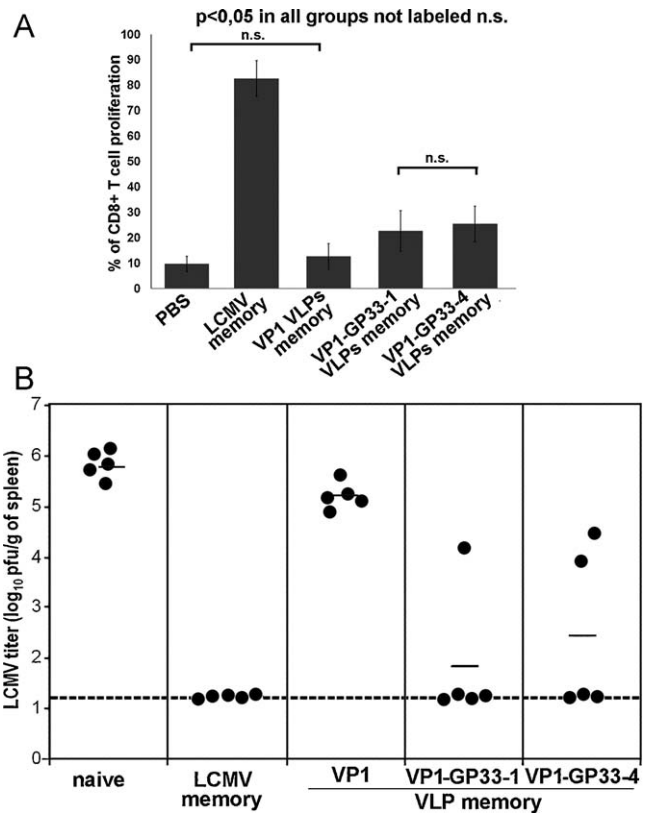 A
p<0,05 in all groups not labeled n.s.
n.s.
n.s.
% of CD8+ T cell proliferation
100
90
80
70
60
50
40
30
20
10
0
PBS
LCMV
memory
VP1 VLPs
memory
VP1-GP33-1
VLPs memory
VP1-GP33-4
VLPs memory
B
LCMV titer (log10 pfu/g of spleen)
7
6
5
4
3
2
1
0
naive
LCMV
memory
VP1
VP1-GP33-1
VP1-GP33-4
VLP memory